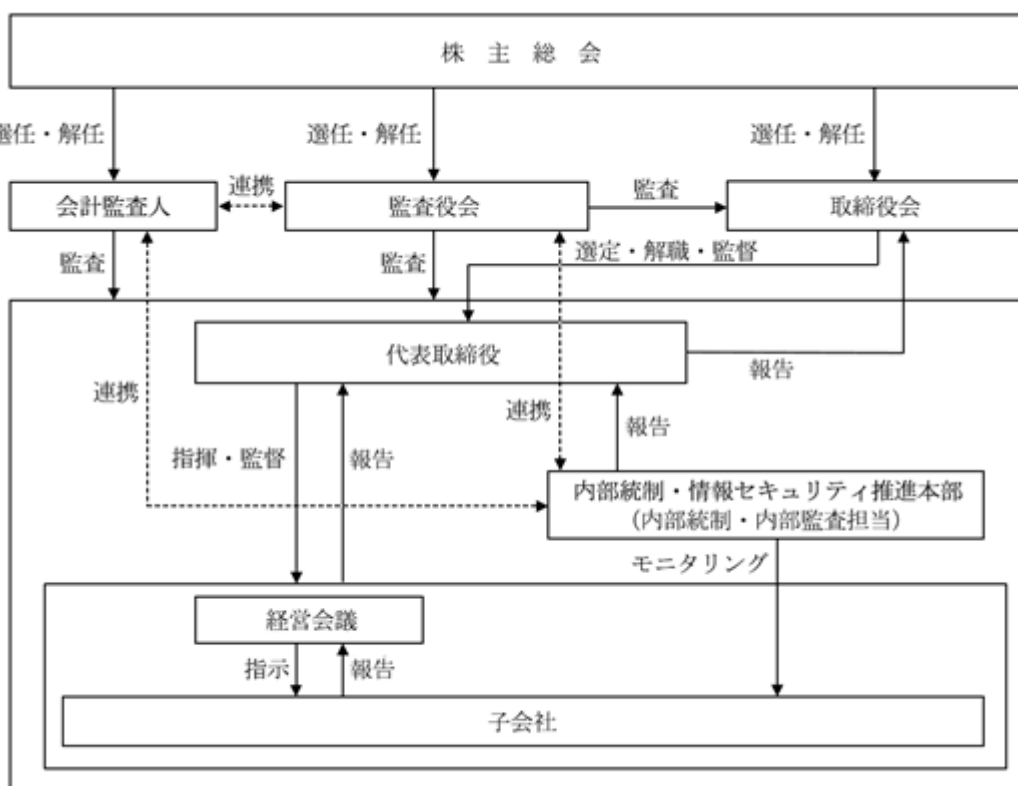 株主総会
選任・解任
選任・解任
選任・解任
会計監査人
連携
監査役会
監査
取締役会
監査
監査
選定・解職・監督
代表取締役
報告
連携
連携
報告
指揮・監督
報告
内部統制・情報セキュリティ推進本部
(内部統制・内部監査担当)
モニタリング
経営会議
指示
報告
子会社